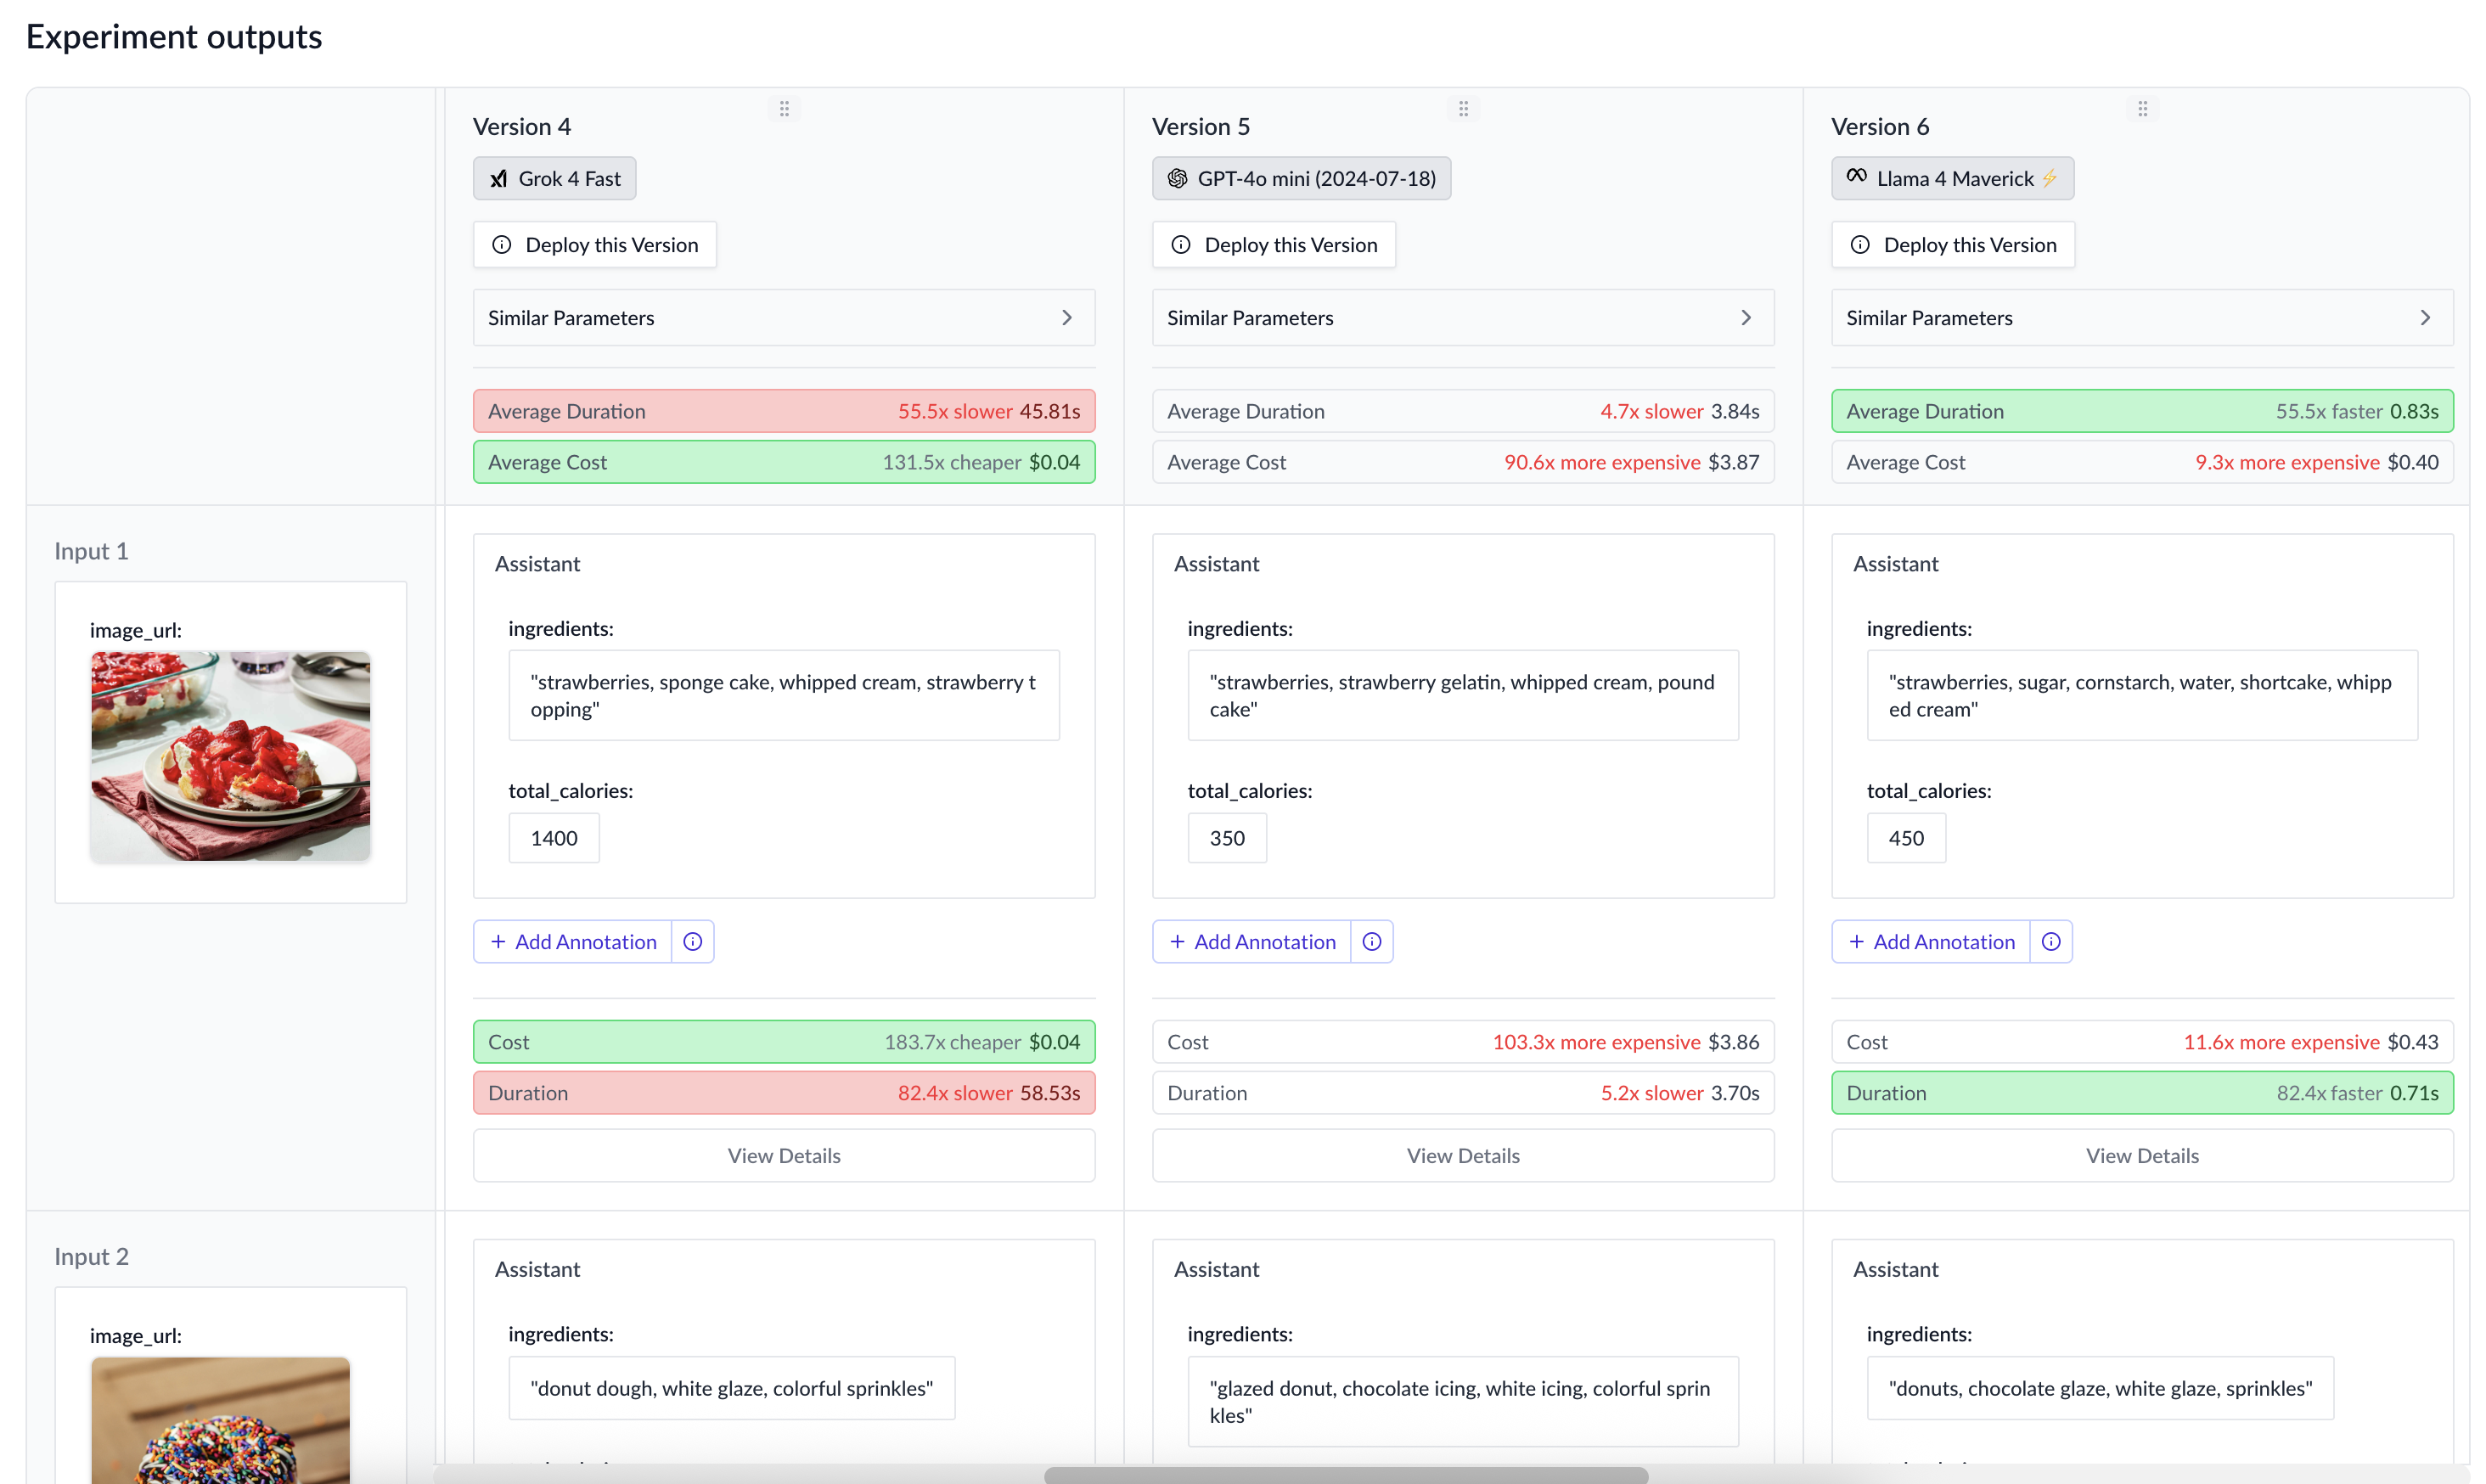 Experiment outputs
Version 4
Grok 4 Fast
Deploy this Version
Similar Parameters
Average Duration 55.5x slower 45.81s
Average Cost 131.5x cheaper $0.04
Version 5
GPT-4o mini (2024-07-18)
Deploy this Version
Similar Parameters
Average Duration 4.7x slower 3.84s
Average Cost 90.6x more expensive $3.87
Version 6
Llama 4 Maverick ⚡
Deploy this Version
Similar Parameters
Average Duration 55.5x faster 0.83s
Average Cost 9.3x more expensive $0.40
Input 1
image_url:
Assistant
ingredients:
"strawberries, sponge cake, whipped cream, strawberry t
opping"
total_calories:
1400
+ Add Annotation
Cost 183.7x cheaper $0.04
Duration 82.4x slower 58.53s
View Details
Assistant
ingredients:
"strawberries, strawberry gelatin, whipped cream, pound
cake"
total_calories:
350
+ Add Annotation
Cost 103.3x more expensive $3.86
Duration 5.2x slower 3.70s
View Details
Assistant
ingredients:
"strawberries, sugar, cornstarch, water, shortcake, whipp
ed cream"
total_calories:
450
+ Add Annotation
Cost 11.6x more expensive $0.43
Duration 82.4x faster 0.71s
View Details
Input 2
image_url:
Assistant
ingredients:
"donut dough, white glaze, colorful sprinkles"
Assistant
ingredients:
"glazed donut, chocolate icing, white icing, colorful sprin
kles"
Assistant
ingredients:
"donuts, chocolate glaze, white glaze, sprinkles"